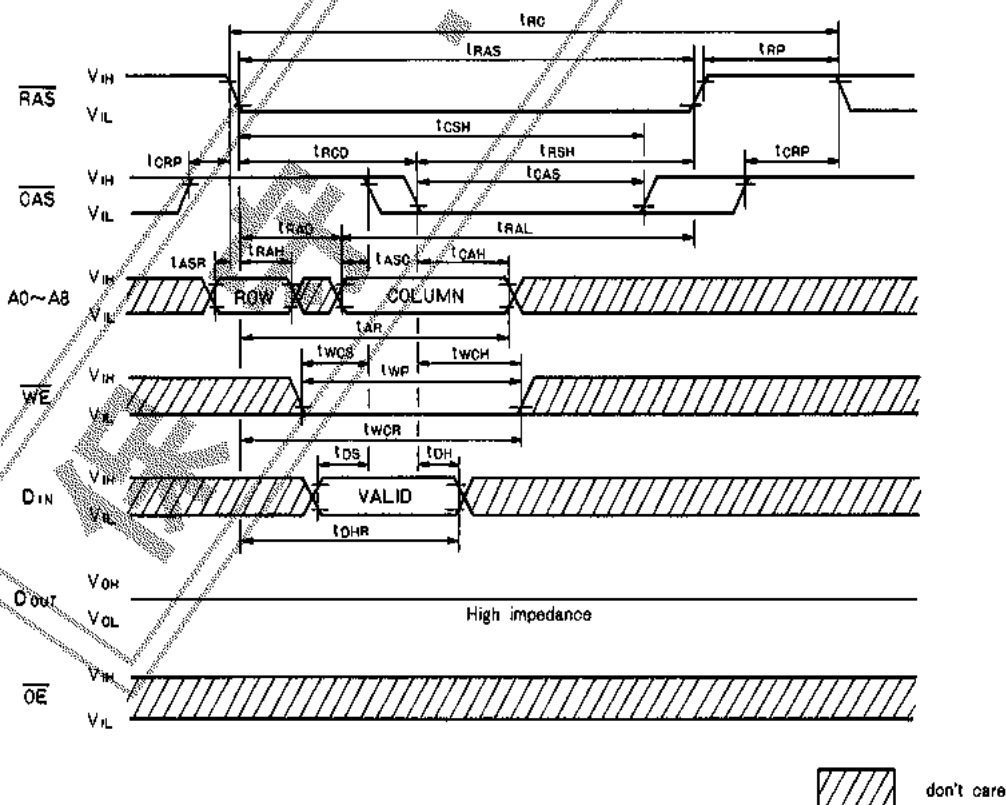 tRC
tRAS
tRP
RAS
VIH
VIL
tCSH
tCRP
tRCD
tRSH
tCRP
tCAS
CAS
VIH
VIL
tRAD
tRAL
tASR
tRAH
tASC
tCAH
A0~A8
VIH
VIL
ROW
COLUMN
tAR
tWCS
tWCH
tWP
WE
VIH
VIL
tWCR
tDS
tDH
DIN
VIH
VIL
VALID
tDHR
DOUT
VOH
VOL
High impedance
OE
VIH
VIL
don't care